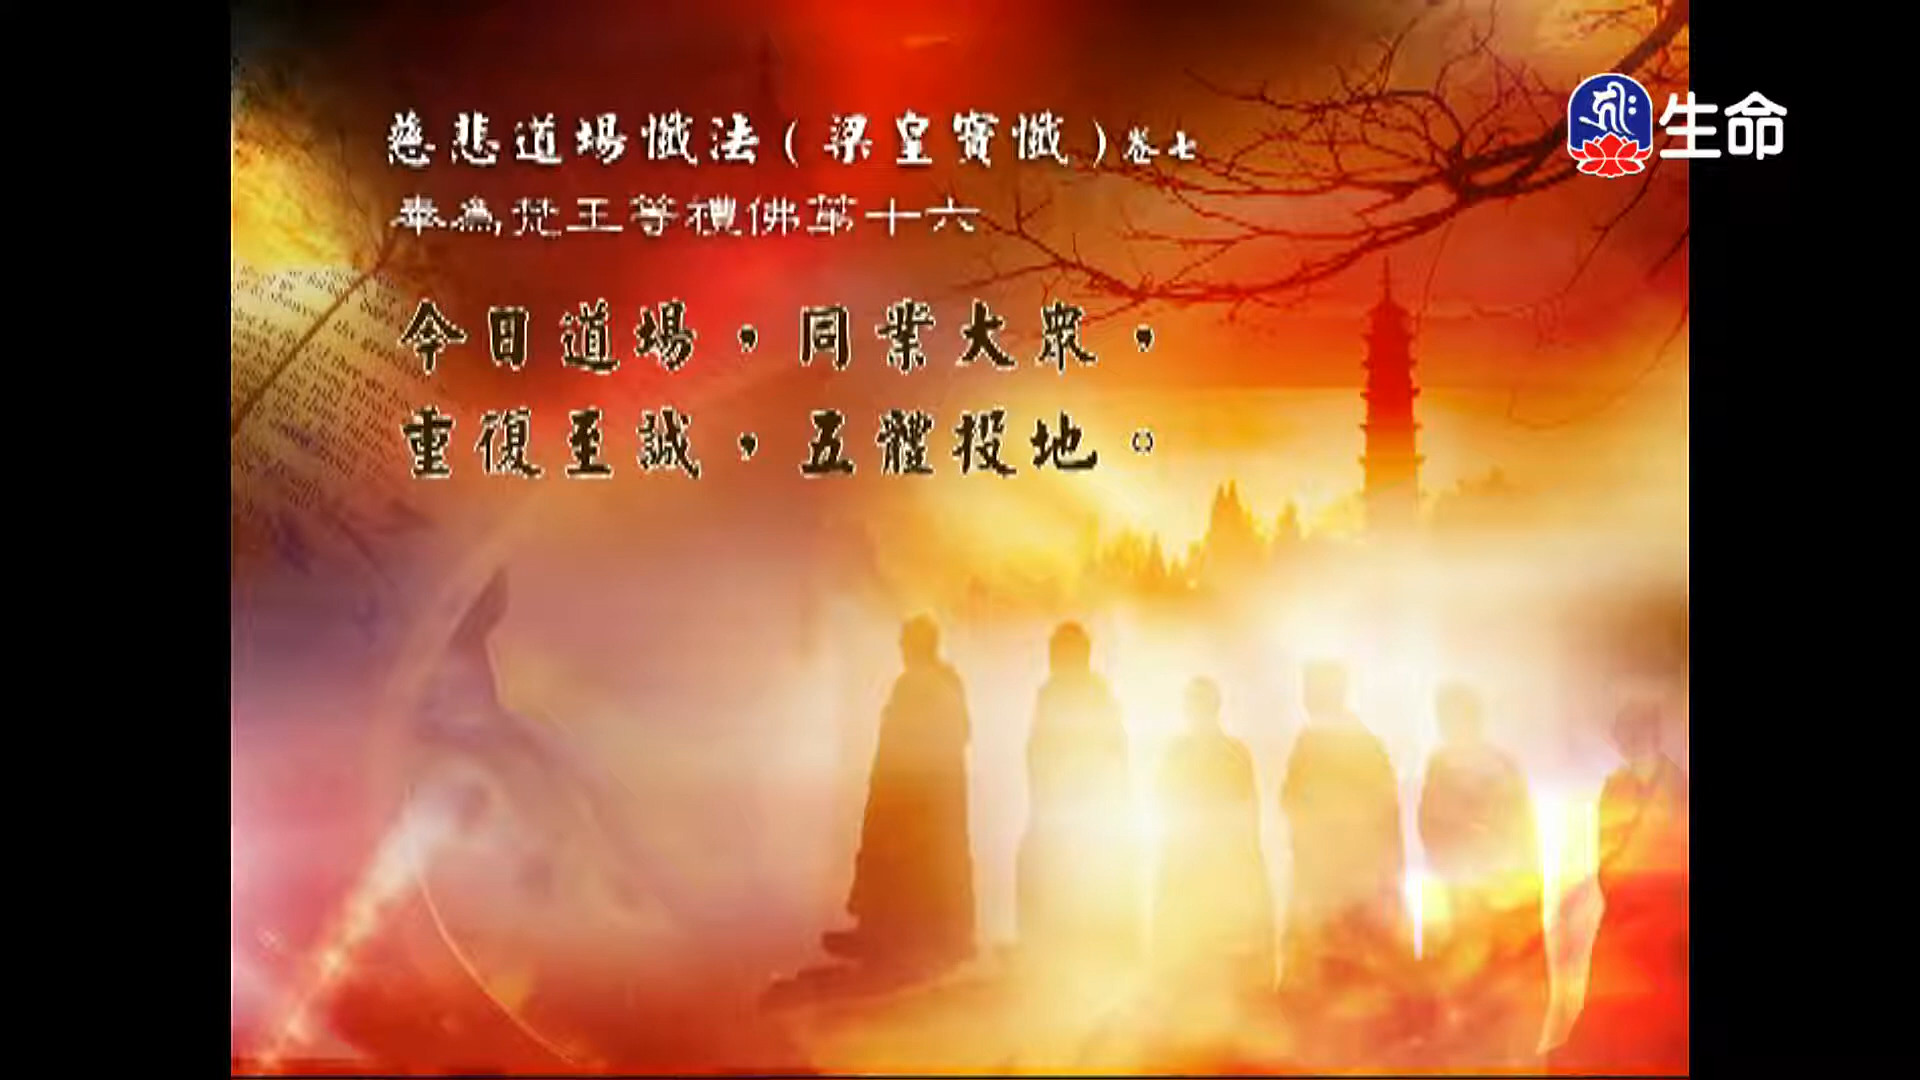 慈悲道場懺法(梁皇寶懺)卷七
奉為梵王等禮佛第十六
今日道場，同業大眾，
重復至誠，五體投地。
生命